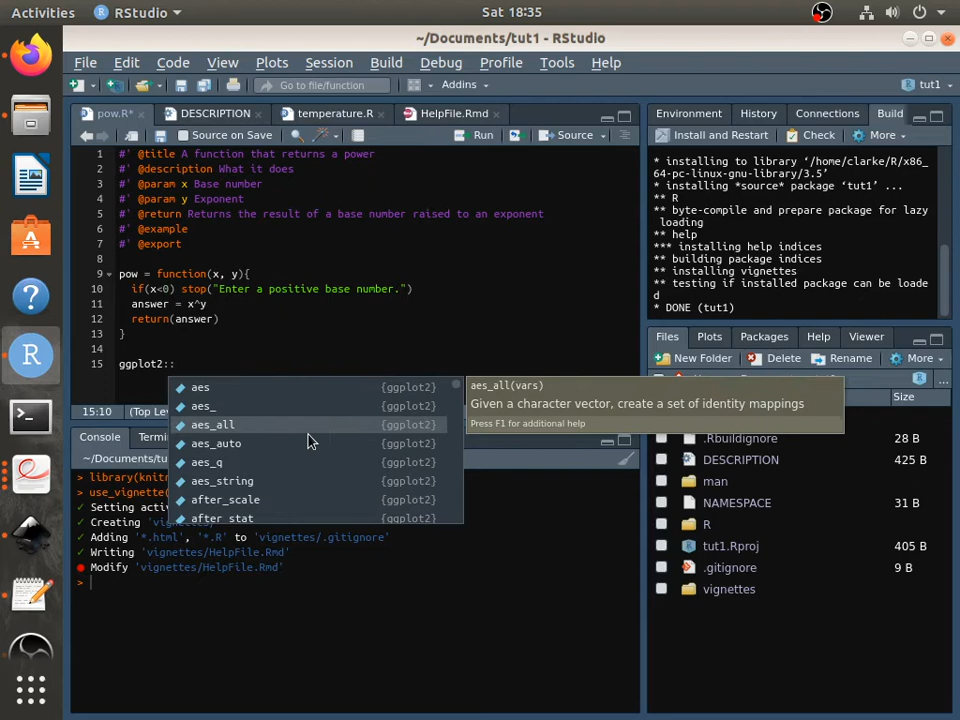 Activities
RStudio
Sat 18:35
~/Documents/tut1 - RStudio
File Edit Code View Plots Session Build Debug Profile Tools Help
Go to file/function
Addins
tut1
pow.R*
DESCRIPTION
temperature.R
HelpFile.Rmd
Source on Save
Run
Source
1 #' @title A function that returns a power
2 #' @description What it does
3 #' @param x Base number
4 #' @param y Exponent
5 #' @return Returns the result of a base number raised to an exponent
6 #' @example
7 #' @export
8
9 pow = function(x, y){
10 if(x<0) stop("Enter a positive base number.")
11 answer = x^y
12 return(answer)
13 }
14
15 ggplot2::
aes {ggplot2}
aes_ {ggplot2}
aes_all {ggplot2}
aes_auto {ggplot2}
aes_q {ggplot2}
aes_string {ggplot2}
after_scale {ggplot2}
after_stat {ggplot2}
aes_all(vars)
Given a character vector, create a set of identity mappings
Press F1 for additional help
15:10 (Top Lev
Console Termi
~/Documents/tu
> library(knitr
> use_vignette(
✓ Setting activ
✓ Creating 'vignettes/
✓ Adding '*.html', '*.R' to 'vignettes/.gitignore'
✓ Writing 'vignettes/HelpFile.Rmd'
● Modify 'vignettes/HelpFile.Rmd'
>
Environment History Connections Build
Install and Restart Check More
* installing to library ‘/home/clarke/R/x86_
64-pc-linux-gnu-library/3.5’
* installing *source* package ‘tut1’ ...
** R
** byte-compile and prepare package for lazy
loading
** help
*** installing help indices
** building package indices
** installing vignettes
** testing if installed package can be loade
d
* DONE (tut1)
Files Plots Packages Help Viewer
New Folder Delete Rename More
...
Size
.Rbuildignore 28 B
DESCRIPTION 425 B
man
NAMESPACE 31 B
R
tut1.Rproj 405 B
.gitignore 9 B
vignettes